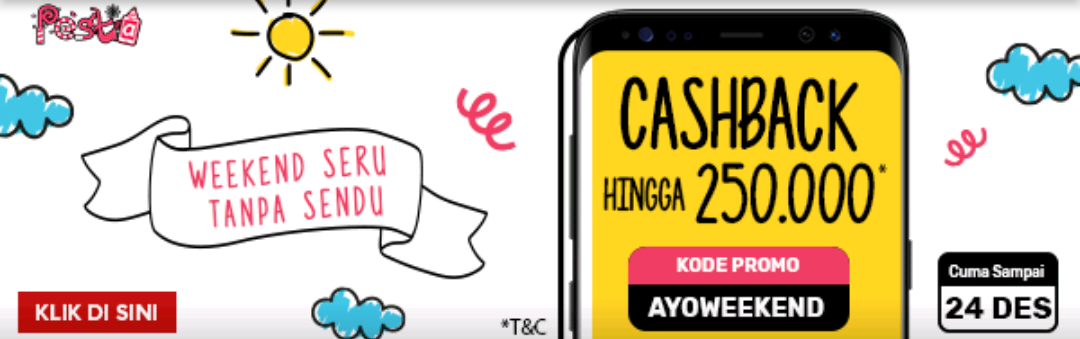 Pesta
WEEKEND SERU
TANPA SENDU
KLIK DI SINI
*T&C
CASHBACK
HINGGA 250.000*
KODE PROMO
AYOWEEKEND
Cuma Sampai
24 DES